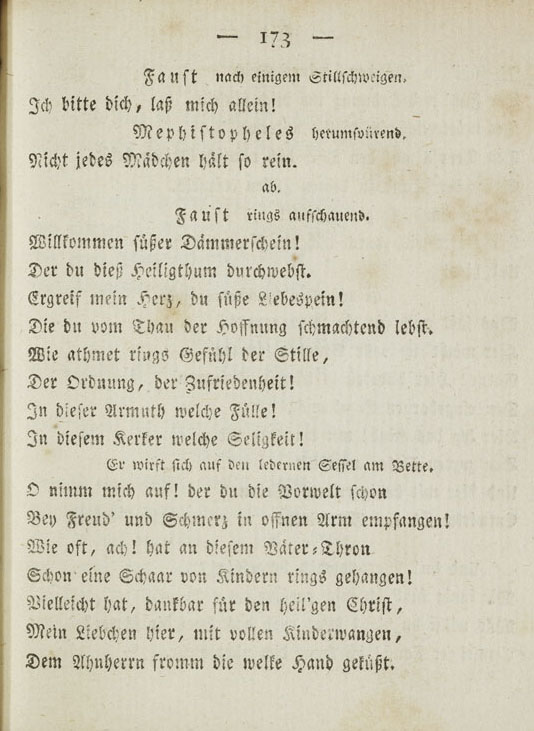 — 173 —
Faust nach einigem Stillschweigen.
Ich bitte dich, laß mich allein!
Mephistopheles herumspürend.
Nicht jedes Mädchen hält so rein.
ab.
Faust rings aufschauend.
Willkommen süßer Dämmerschein!
Der du dieß Heiligthum durchwebst.
Ergreif mein Herz, du süße Liebespein!
Die du vom Thau der Hoffnung schmachtend lebst.
Wie athmet rings Gefühl der Stille,
Der Ordnung, der Zufriedenheit!
In dieser Armuth welche Fülle!
In diesem Kerker welche Seligkeit!
Er wirft sich auf den ledernen Sessel am Bette.
O nimm mich auf! der du die Vorwelt schon
Bey Freud' und Schmerz in offnen Arm empfangen!
Wie oft, ach! hat an diesem Väter-Thron
Schon eine Schaar von Kindern rings gehangen!
Vielleicht hat, dankbar für den heil'gen Christ,
Mein Liebchen hier, mit vollen Kinderwangen,
Dem Ahnherrn fromm die welke Hand geküßt.